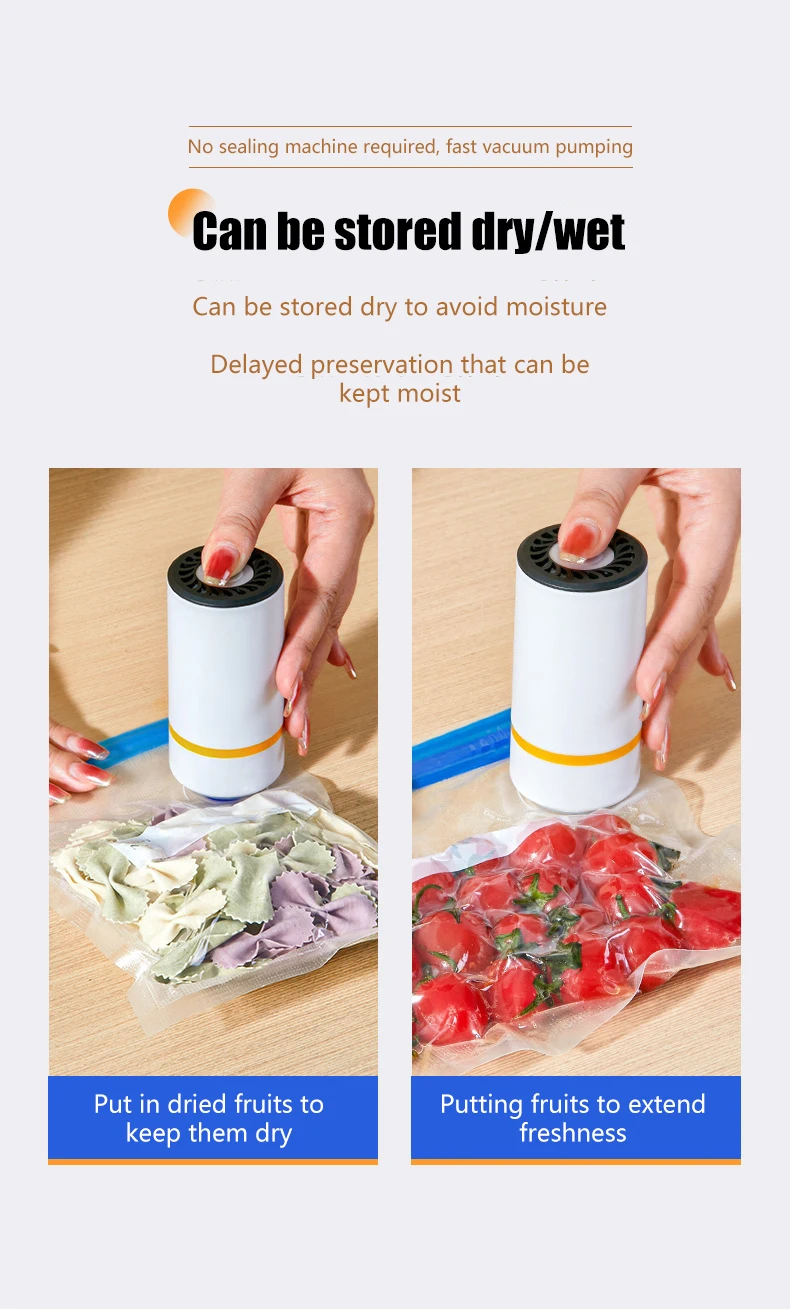 No sealing machine required, fast vacuum pumping
Can be stored dry/wet
Can be stored dry to avoid moisture
Delayed preservation that can be
kept moist
Put in dried fruits to
keep them dry
Putting fruits to extend
freshness